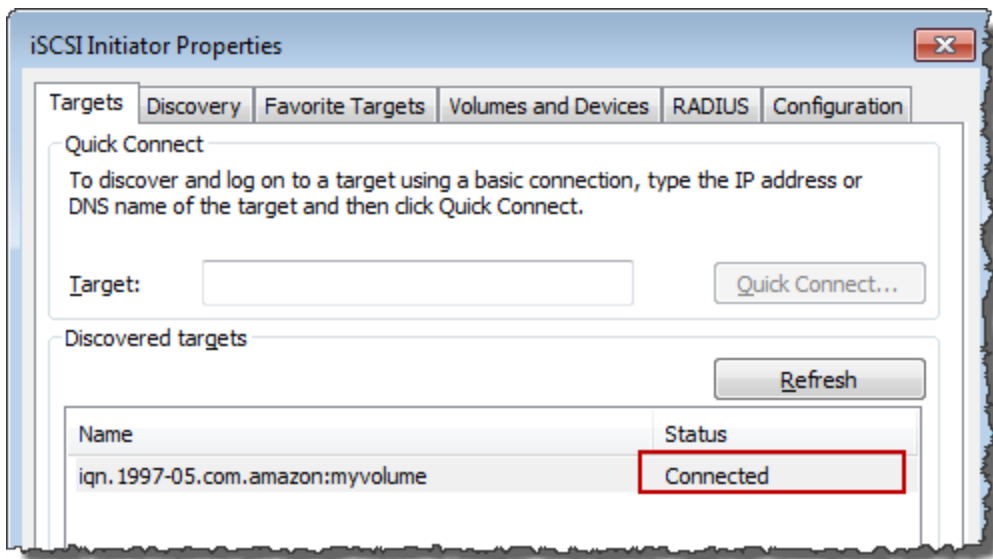 iSCSI Initiator Properties
Targets Discovery Favorite Targets Volumes and Devices RADIUS Configuration
Quick Connect
To discover and log on to a target using a basic connection, type the IP address or
DNS name of the target and then click Quick Connect.
Target: Quick Connect...
Discovered targets
Refresh
Name Status
iqn.1997-05.com.amazon:myvolume Connected